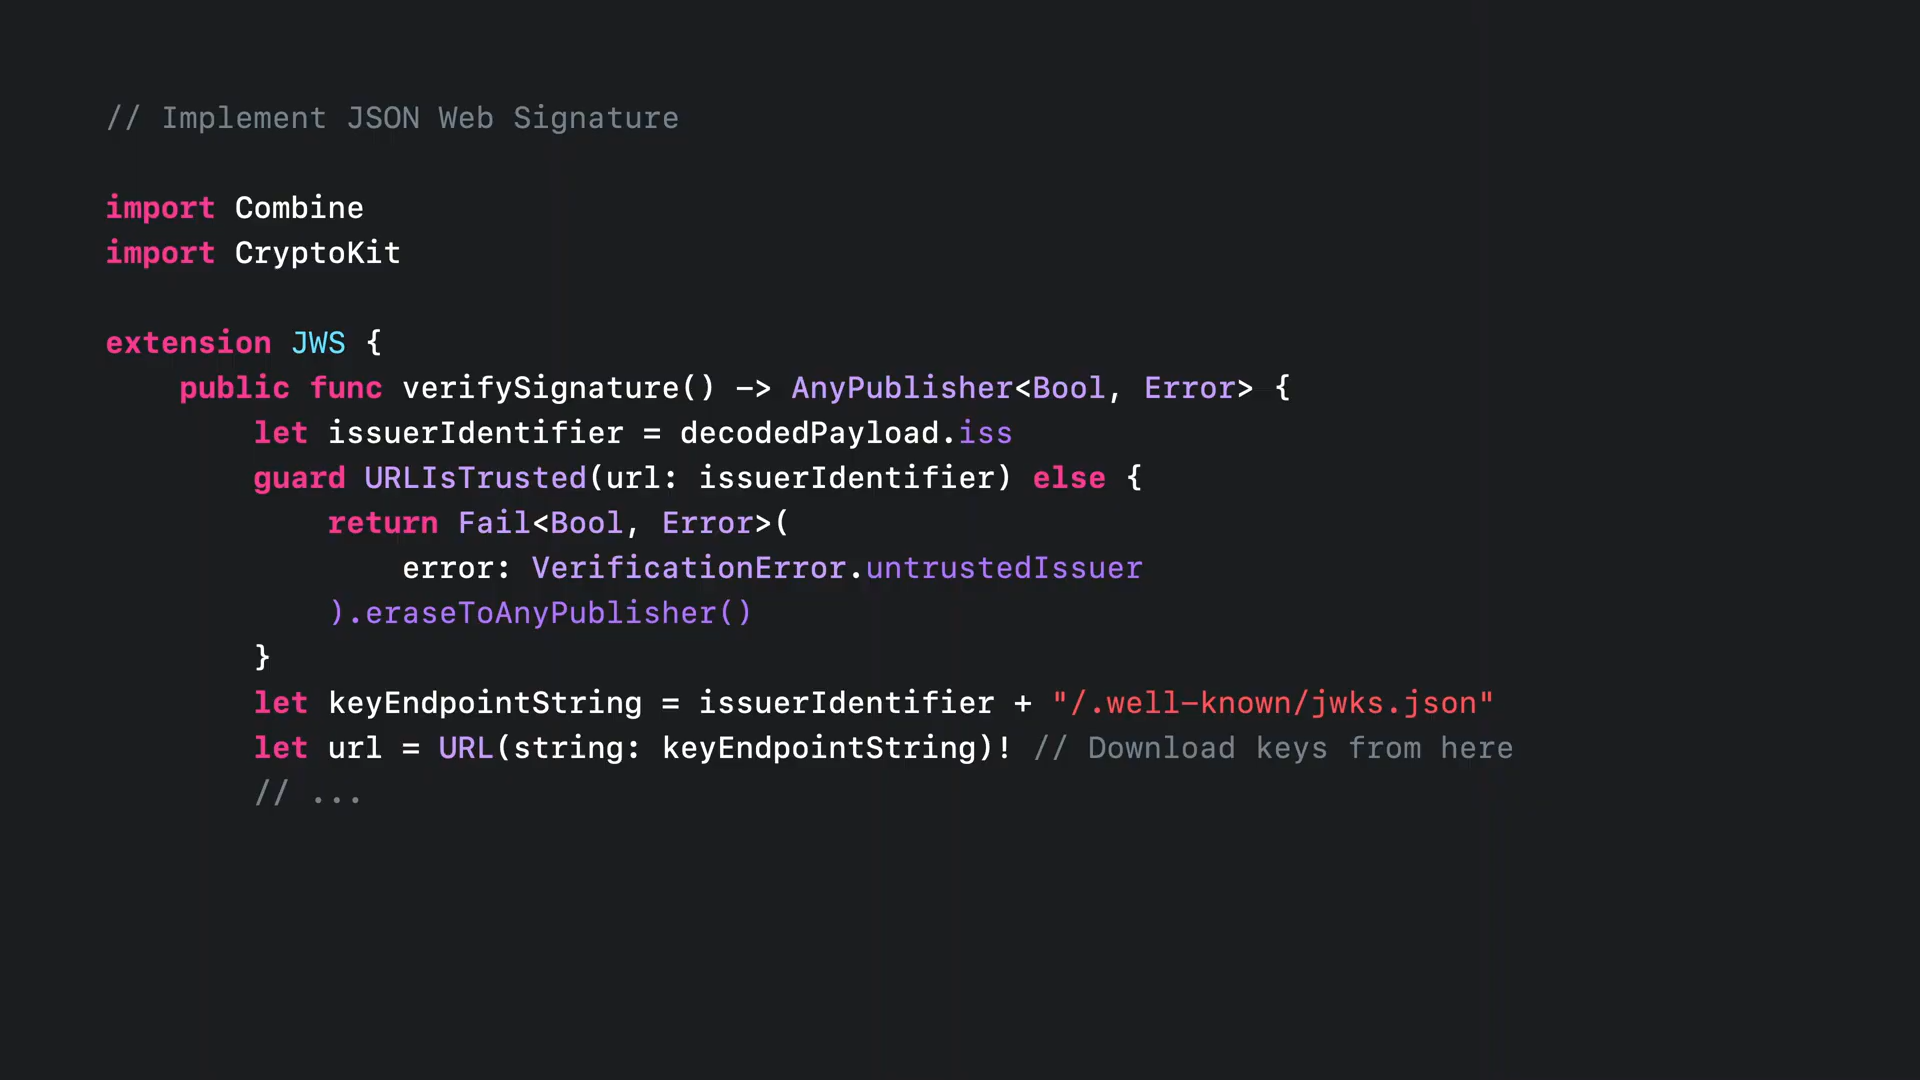 // Implement JSON Web Signature
import Combine
import CryptoKit
extension JWS {
public func verifySignature() -> AnyPublisher<Bool, Error> {
let issuerIdentifier = decodedPayload.iss
guard URLIsTrusted(url: issuerIdentifier) else {
return Fail<Bool, Error>(
error: VerificationError.untrustedIssuer
).eraseToAnyPublisher()
}
let keyEndpointString = issuerIdentifier + "/.well-known/jwks.json"
let url = URL(string: keyEndpointString)! // Download keys from here
// ...